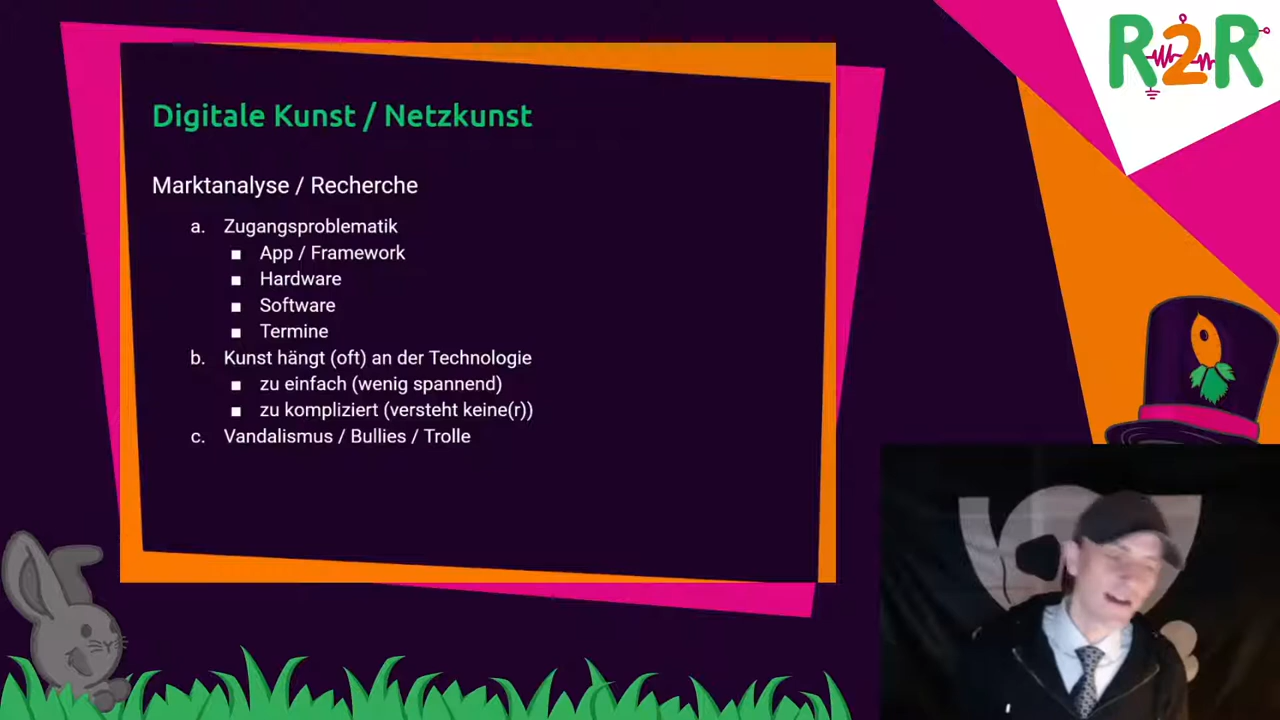 R2R
Digitale Kunst / Netzkunst
Marktanalyse / Recherche
a. Zugangsproblematik
■ App / Framework
■ Hardware
■ Software
■ Termine
b. Kunst hängt (oft) an der Technologie
■ zu einfach (wenig spannend)
■ zu kompliziert (versteht keine(r))
c. Vandalismus / Bullies / Trolle